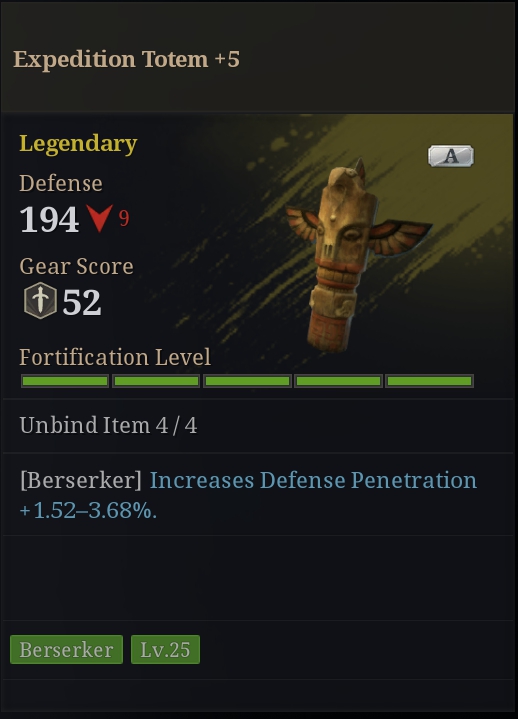 Expedition Totem +5
Legendary
A
Defense
194 9
Gear Score
52
Fortification Level
Unbind Item 4 / 4
[Berserker] Increases Defense Penetration
+1.52–3.68%.
Berserker Lv.25